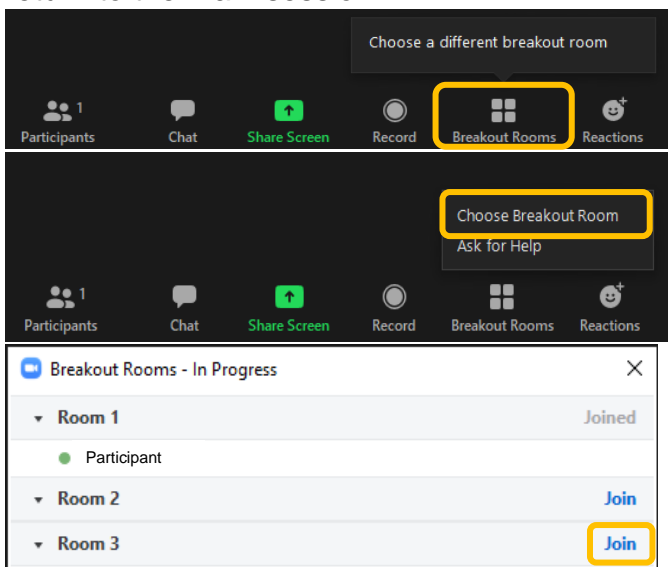 Choose a different breakout room
1
Participants Chat Share Screen Record Breakout Rooms Reactions
Choose Breakout Room
Ask for Help
1
Participants Chat Share Screen Record Breakout Rooms Reactions
Breakout Rooms - In Progress
Room 1 Joined
Participant
Room 2 Join
Room 3 Join